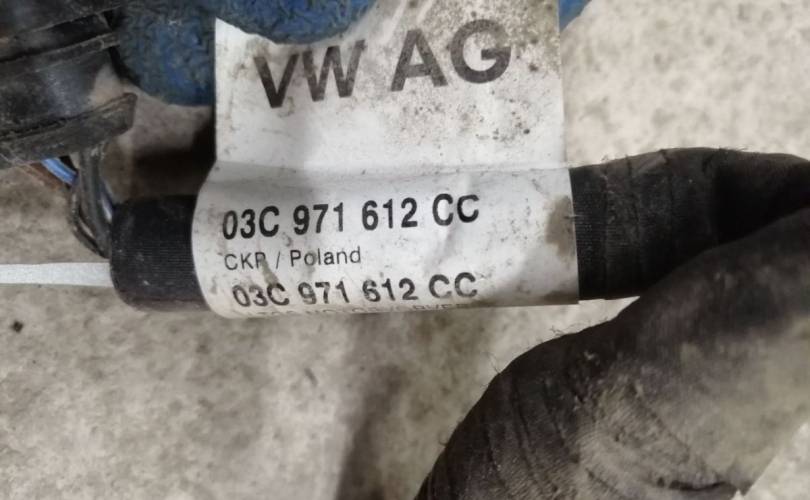 VW AG
03C 971 612 CC
CKP / Poland
03C 971 612 CC